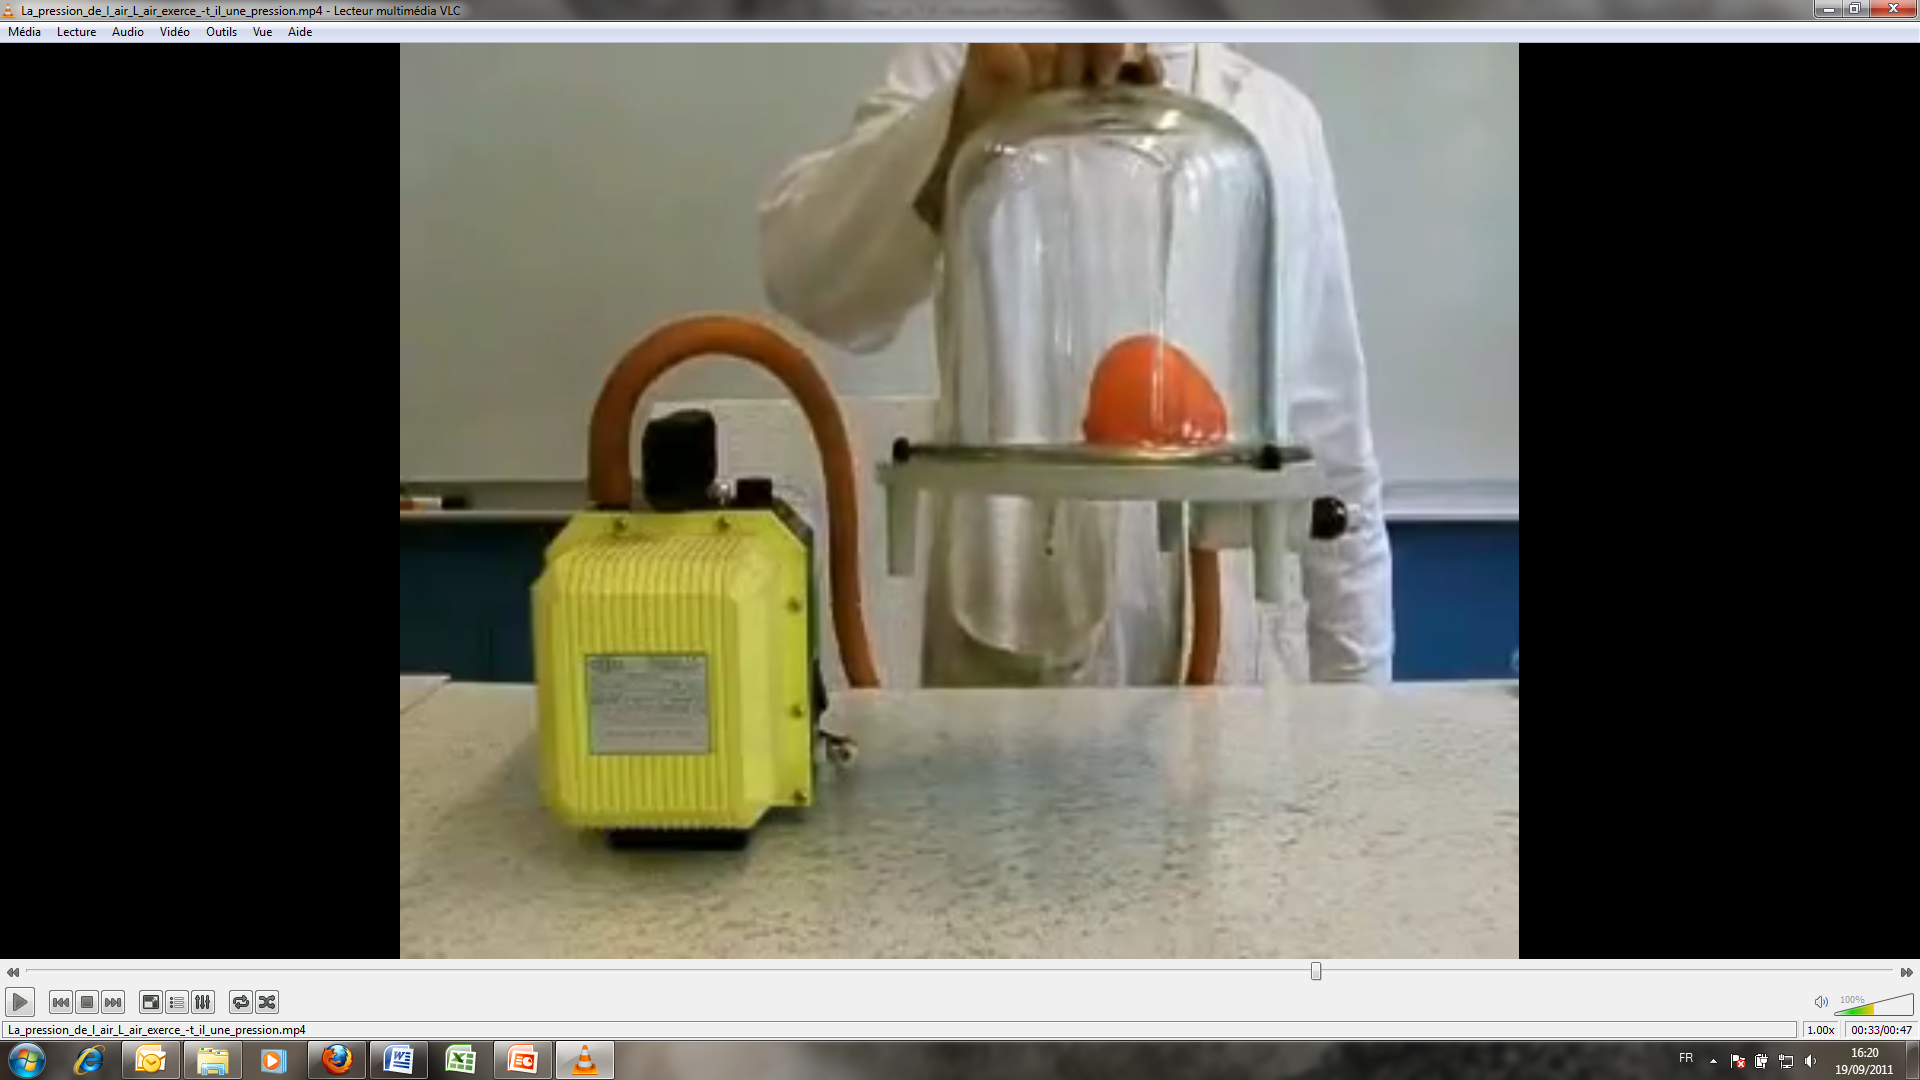 La_pression_de_l_air_L_air_exerce_-t_il_une_pression.mp4 - Lecteur multimédia VLC
Média Lecture Audio Vidéo Outils Vue Aide
100%
La_pression_de_l_air_L_air_exerce_-t_il_une_pression.mp4
1.00x 00:33/00:47
FR
16:20
19/09/2011